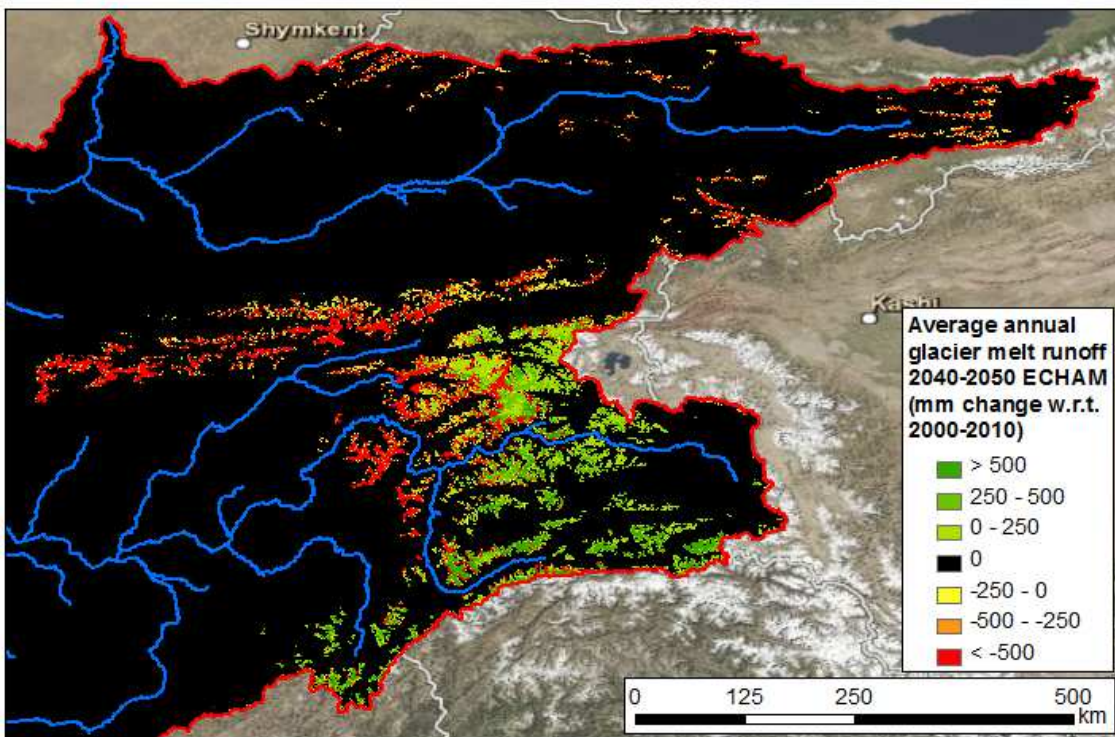 Shymkent
Kashi
Average annual
glacier melt runoff
2040-2050 ECHAM
(mm change w.r.t.
2000-2010)
> 500
250 - 500
0 - 250
0
-250 - 0
-500 - -250
< -500
0 125 250 500
km